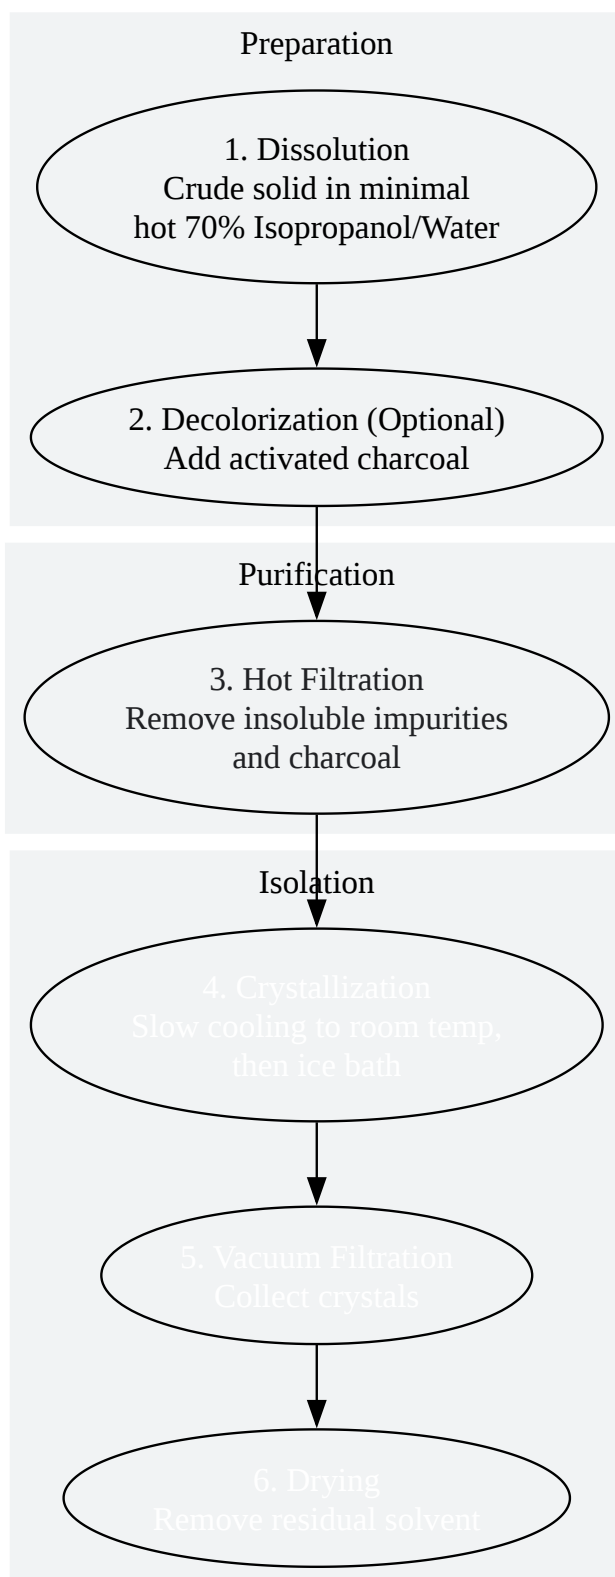 Preparation
1. Dissolution
Crude solid in minimal
hot 70% Isopropanol/Water
2. Decolorization (Optional)
Add activated charcoal
Purification
3. Hot Filtration
Remove insoluble impurities
and charcoal
Isolation
4. Crystallization
Slow cooling to room temp,
then ice bath
5. Vacuum Filtration
Collect crystals
6. Drying
Remove residual solvent